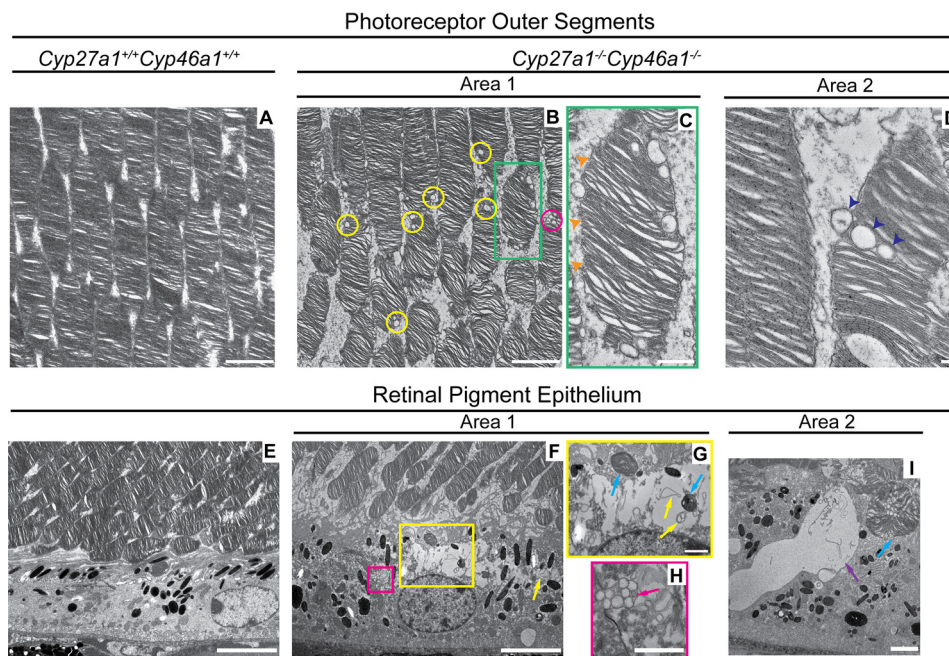 Photoreceptor Outer Segments
Cyp27a1+/+Cyp46a1+/+
Cyp27a1-/-Cyp46a1-/-
Area 1
Area 2
A
B
C
D
Retinal Pigment Epithelium
Area 1
Area 2
E
F
G
H
I